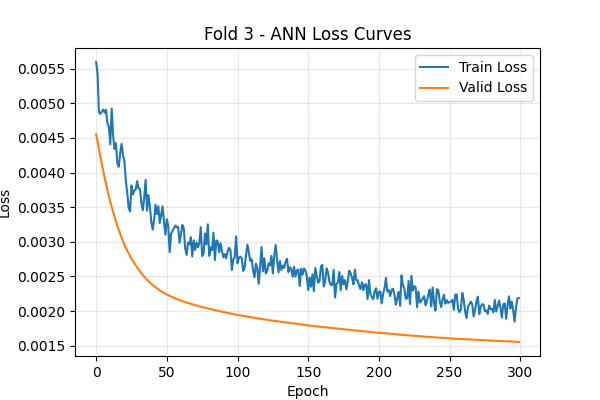 Fold 3 - ANN Loss Curves
Train Loss
Valid Loss
Loss
0.0055
0.0050
0.0045
0.0040
0.0035
0.0030
0.0025
0.0020
0.0015
0 50 100 150 200 250 300
Epoch